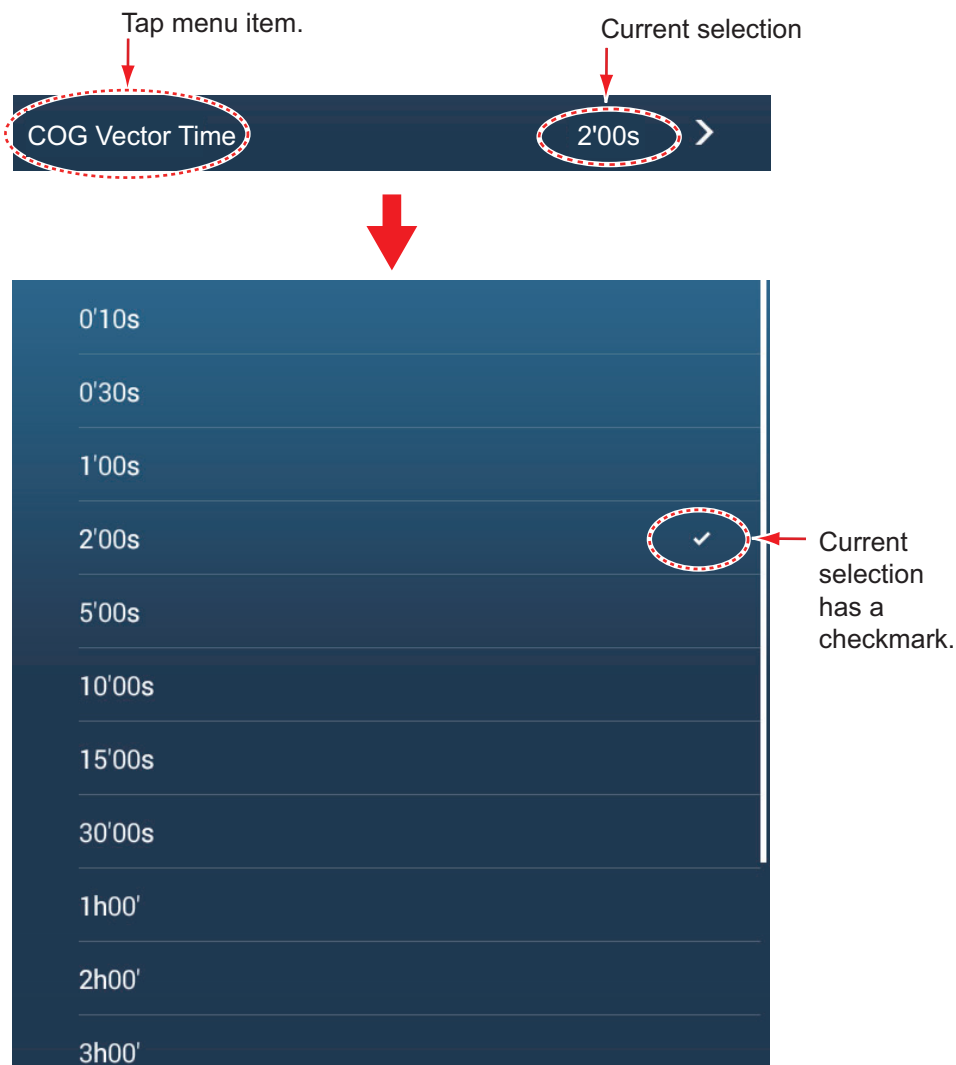 Tap menu item.
Current selection
COG Vector Time 2'00s
0'10s
0'30s
1'00s
2'00s
5'00s
10'00s
15'00s
30'00s
1h00'
2h00'
3h00'
Current
selection
has a
checkmark.